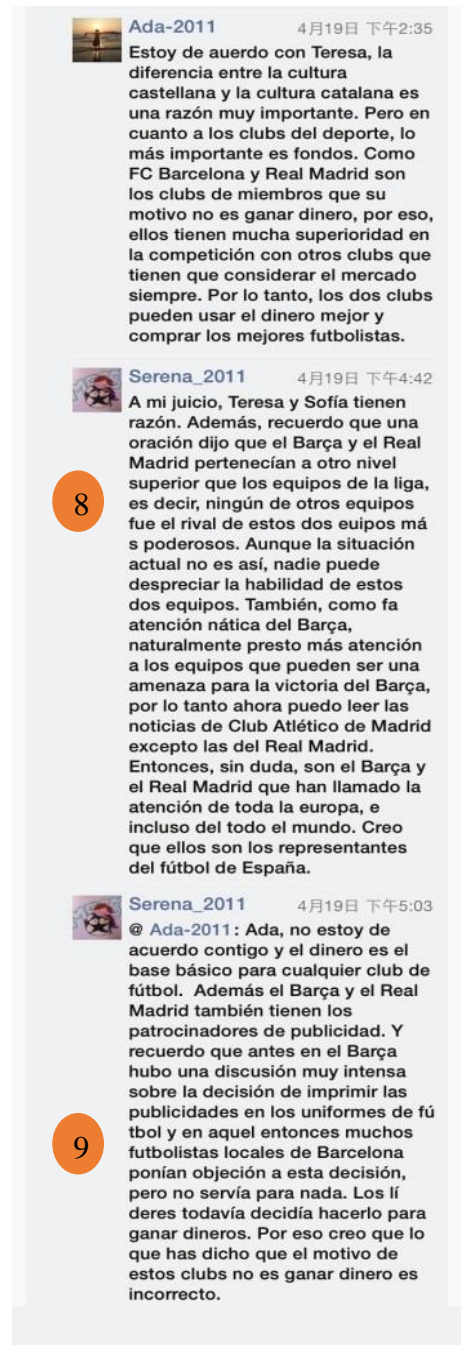 Ada-2011 4月19日 下午2:35
Estoy de auerdo con Teresa, la
diferencia entre la cultura
castellana y la cultura catalana es
una razón muy importante. Pero en
cuanto a los clubs del deporte, lo
más importante es fondos. Como
FC Barcelona y Real Madrid son
los clubs de miembros que su
motivo no es ganar dinero, por eso,
ellos tienen mucha superioridad en
la competición con otros clubs que
tienen que considerar el mercado
siempre. Por lo tanto, los dos clubs
pueden usar el dinero mejor y
comprar los mejores futbolistas.
Serena_2011 4月19日 下午4:42
A mi juicio, Teresa y Sofía tienen
razón. Además, recuerdo que una
oración dijo que el Barça y el Real
Madrid pertenecían a otro nivel
superior que los equipos de la liga,
8
es decir, ningún de otros equipos
fue el rival de estos dos euipos má
s poderosos. Aunque la situación
actual no es así, nadie puede
despreciar la habilidad de estos
dos equipos. También, como fa
atención nática del Barça,
naturalmente presto más atención
a los equipos que pueden ser una
amenaza para la victoria del Barça,
por lo tanto ahora puedo leer las
noticias de Club Atlético de Madrid
excepto las del Real Madrid.
Entonces, sin duda, son el Barça y
el Real Madrid que han llamado la
atención de toda la europa, e
incluso del todo el mundo. Creo
que ellos son los representantes
del fútbol de España.
Serena_2011 4月19日 下午5:03
@ Ada-2011: Ada, no estoy de
acuerdo contigo y el dinero es el
base básico para cualquier club de
fútbol. Además el Barça y el Real
Madrid también tienen los
patrocinadores de publicidad. Y
recuerdo que antes en el Barça
hubo una discusión muy intensa
sobre la decisión de imprimir las
publicidades en los uniformes de fú
tbol y en aquel entonces muchos
9
futbolistas locales de Barcelona
ponían objeción a esta decisión,
pero no servía para nada. Los lí
deres todavía decidía hacerlo para
ganar dineros. Por eso creo que lo
que has dicho que el motivo de
estos clubs no es ganar dinero es
incorrecto.